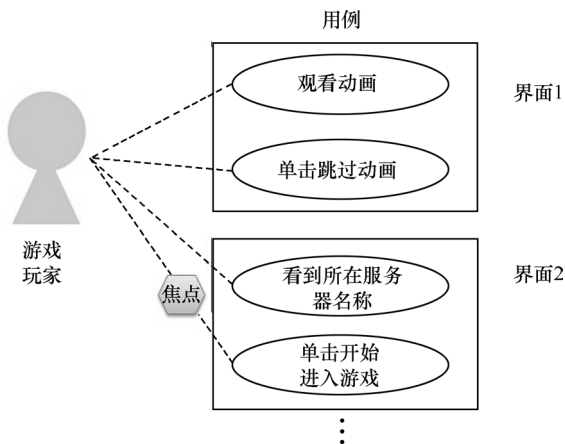 用例
观看动画
界面1
单击跳过动画
游戏
玩家
看到所在服务
器名称
界面2
焦点
单击开始
进入游戏